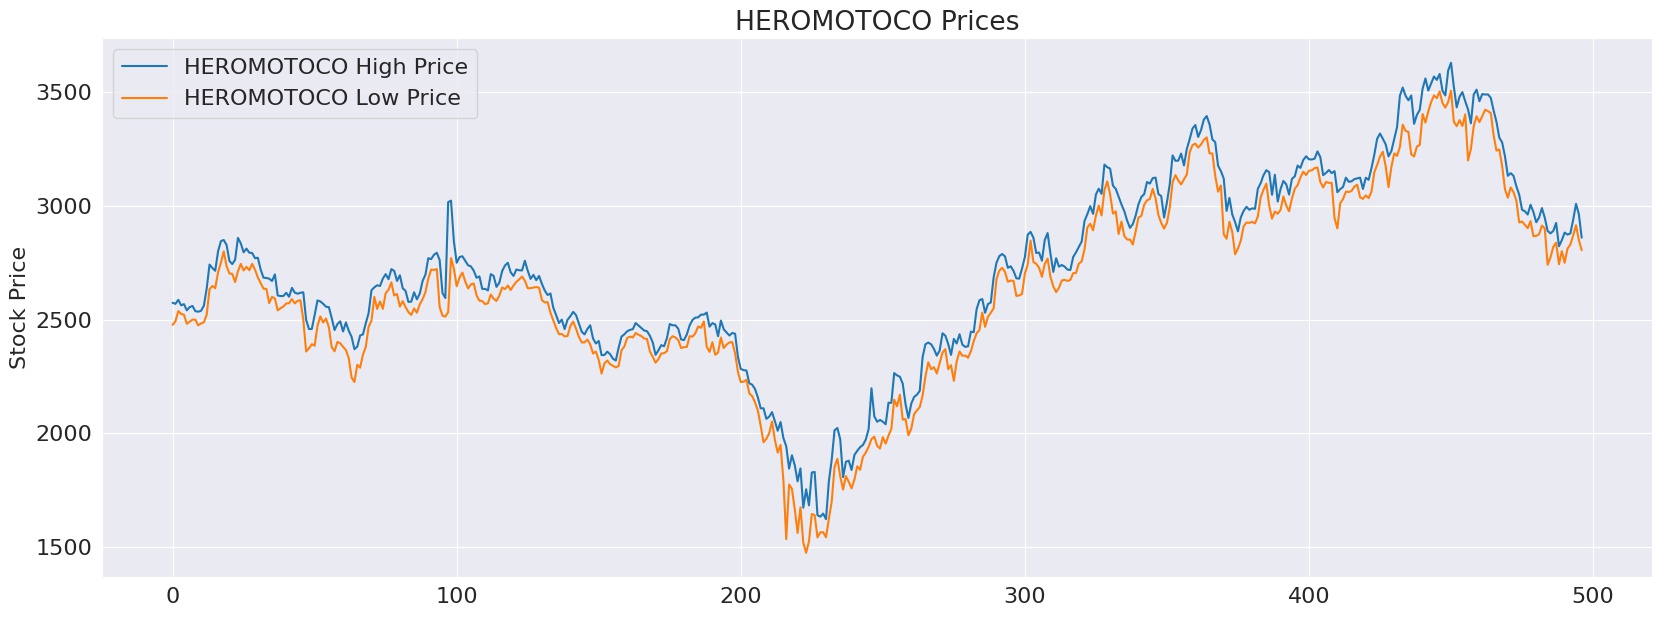 HEROMOTOCO Prices
HEROMOTOCO High Price
HEROMOTOCO Low Price
Stock Price
3500
3000
2500
2000
1500
0 100 200 300 400 500